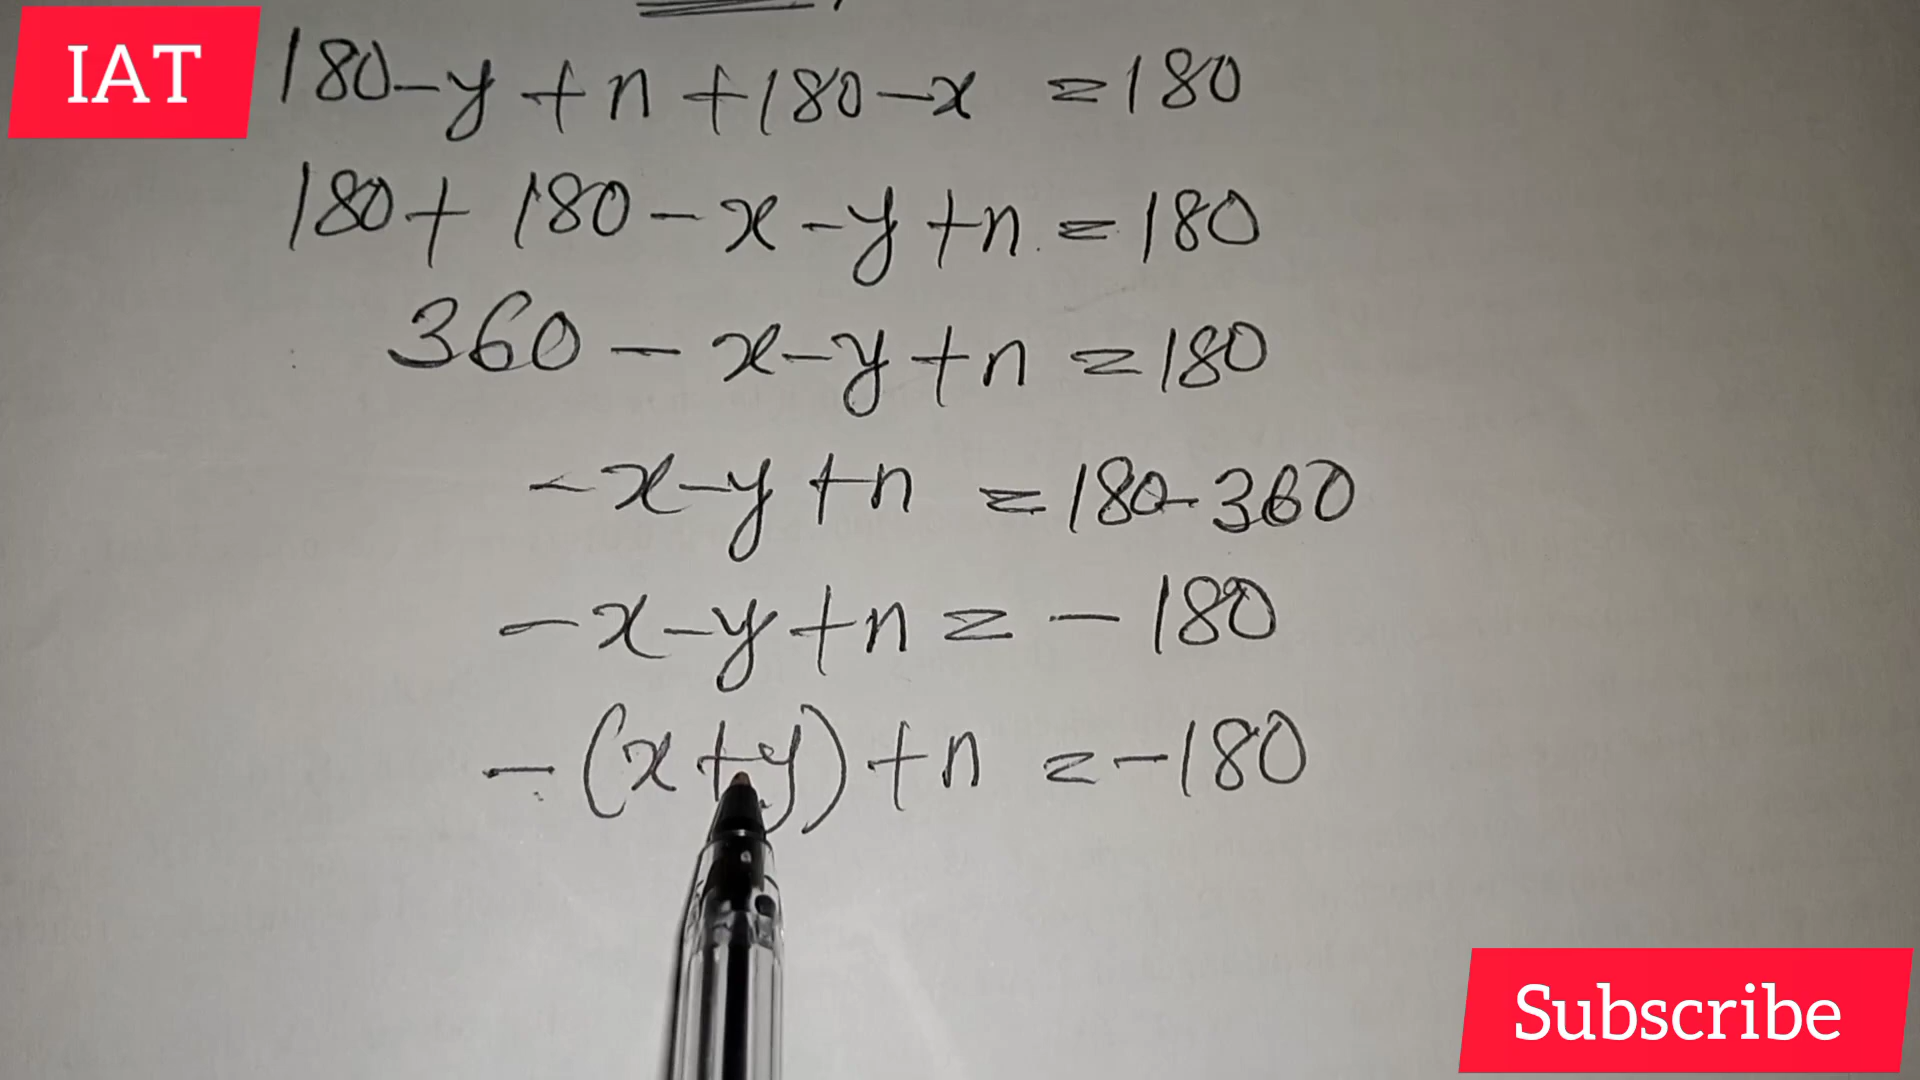 IAT
180-y+n+180-x =180
180+180-x-y+n=180
360-x-y+n=180
-x-y+n =180-360
-x-y+n=-180
-(x+y)+n =-180
Subscribe